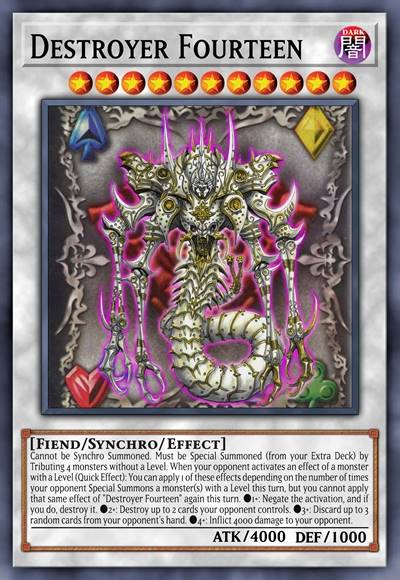 DESTROYER FOURTEEN
DARK
闇
[FIEND/SYNCHRO/EFFECT]
Cannot be Synchro Summoned. Must be Special Summoned (from your Extra Deck) by
Tributing 4 monsters without a Level. When your opponent activates an effect of a monster
with a Level (Quick Effect): You can apply 1 of these effects depending on the number of times
your opponent Special Summons a monster(s) with a Level this turn, but you cannot apply
that same effect of "Destroyer Fourteen" again this turn. ●1+: Negate the activation, and if
you do, destroy it. ●2+: Destroy up to 2 cards your opponent controls. ●3+: Discard up to 3
random cards from your opponent's hand. ●4+: Inflict 4000 damage to your opponent.
ATK/4000 DEF/1000